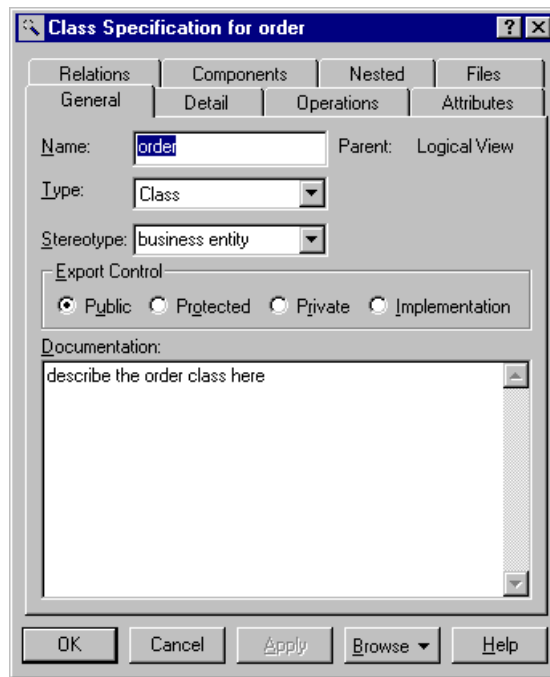 Class Specification for order
Relations Components Nested Files
General Detail Operations Attributes
Name: order Parent: Logical View
Type: Class
Stereotype: business entity
Export Control
Public Protected Private Implementation
Documentation:
describe the order class here
OK Cancel Apply Browse Help